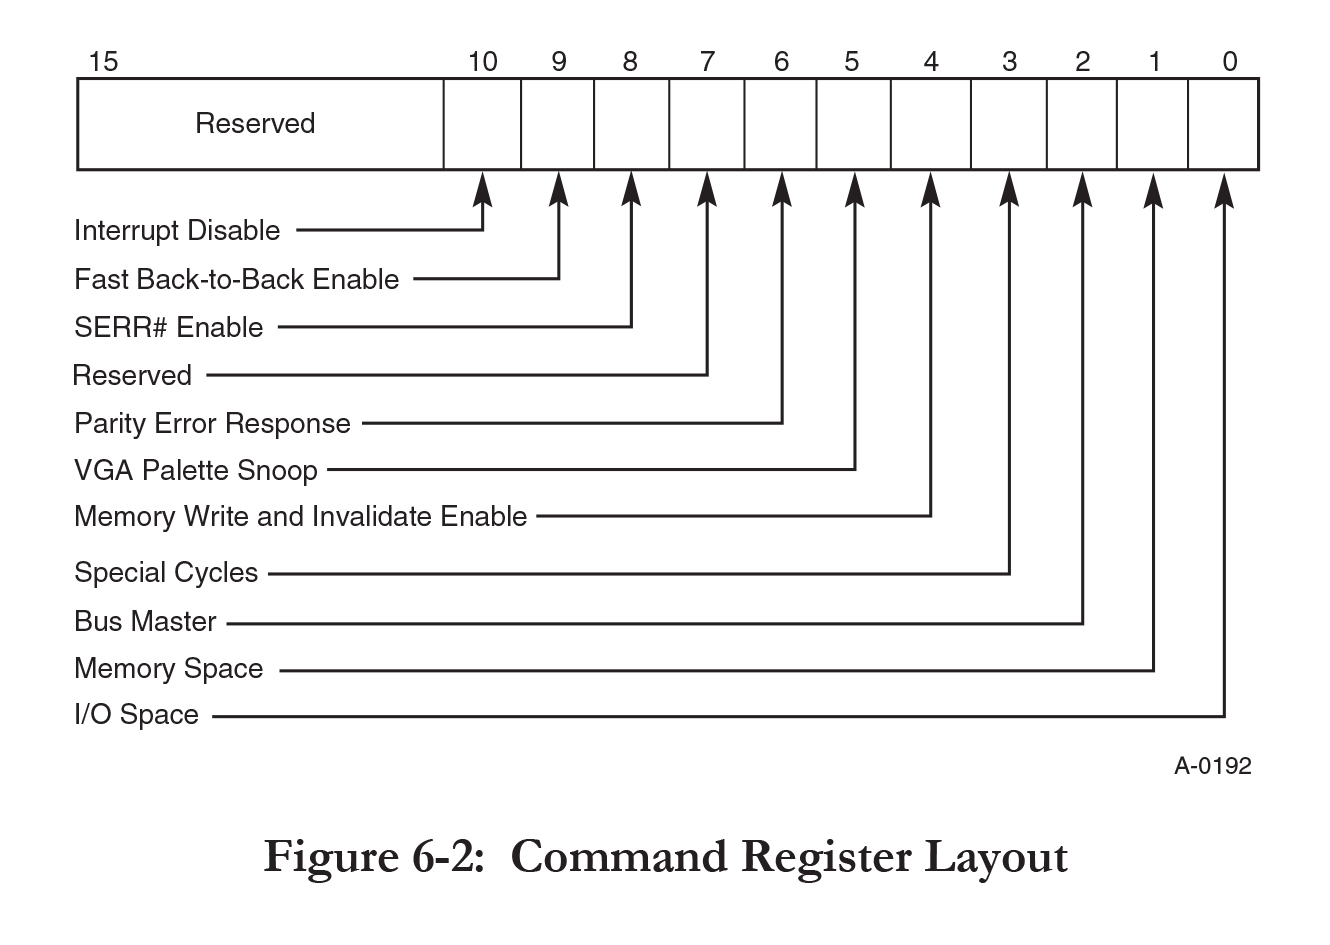 15 10 9 8 7 6 5 4 3 2 1 0
Reserved
Interrupt Disable
Fast Back-to-Back Enable
SERR# Enable
Reserved
Parity Error Response
VGA Palette Snoop
Memory Write and Invalidate Enable
Special Cycles
Bus Master
Memory Space
I/O Space
A-0192
Figure 6-2: Command Register Layout